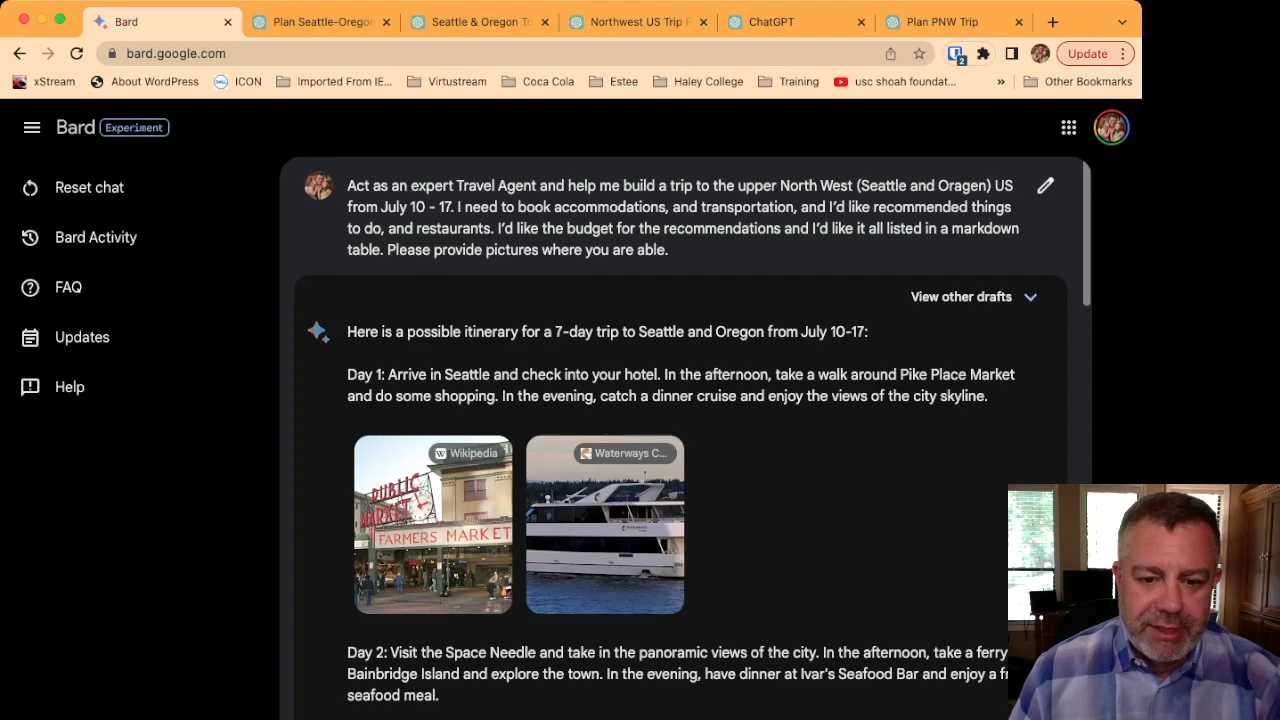 Bard
Plan Seattle-Oregon
Seattle & Oregon Tr
Northwest US Trip P
ChatGPT
Plan PNW Trip
bard.google.com
2
Update
xStream
About WordPress
ICON
Imported From IE...
Virtustream
Coca Cola
Estee
Haley College
Training
usc shoah foundat...
»
Other Bookmarks
Bard Experiment
Reset chat
Bard Activity
FAQ
Updates
Help
Act as an expert Travel Agent and help me build a trip to the upper North West (Seattle and Oragen) US
from July 10 - 17. I need to book accommodations, and transportation, and I'd like recommended things
to do, and restaurants. I'd like the budget for the recommendations and I'd like it all listed in a markdown
table. Please provide pictures where you are able.
View other drafts
Here is a possible itinerary for a 7-day trip to Seattle and Oregon from July 10-17:
Day 1: Arrive in Seattle and check into your hotel. In the afternoon, take a walk around Pike Place Market
and do some shopping. In the evening, catch a dinner cruise and enjoy the views of the city skyline.
W Wikipedia
PUBLIC
MARKET
FARMERS MARKET
Waterways C...
Day 2: Visit the Space Needle and take in the panoramic views of the city. In the afternoon, take a ferry
Bainbridge Island and explore the town. In the evening, have dinner at Ivar's Seafood Bar and enjoy a fr
seafood meal.